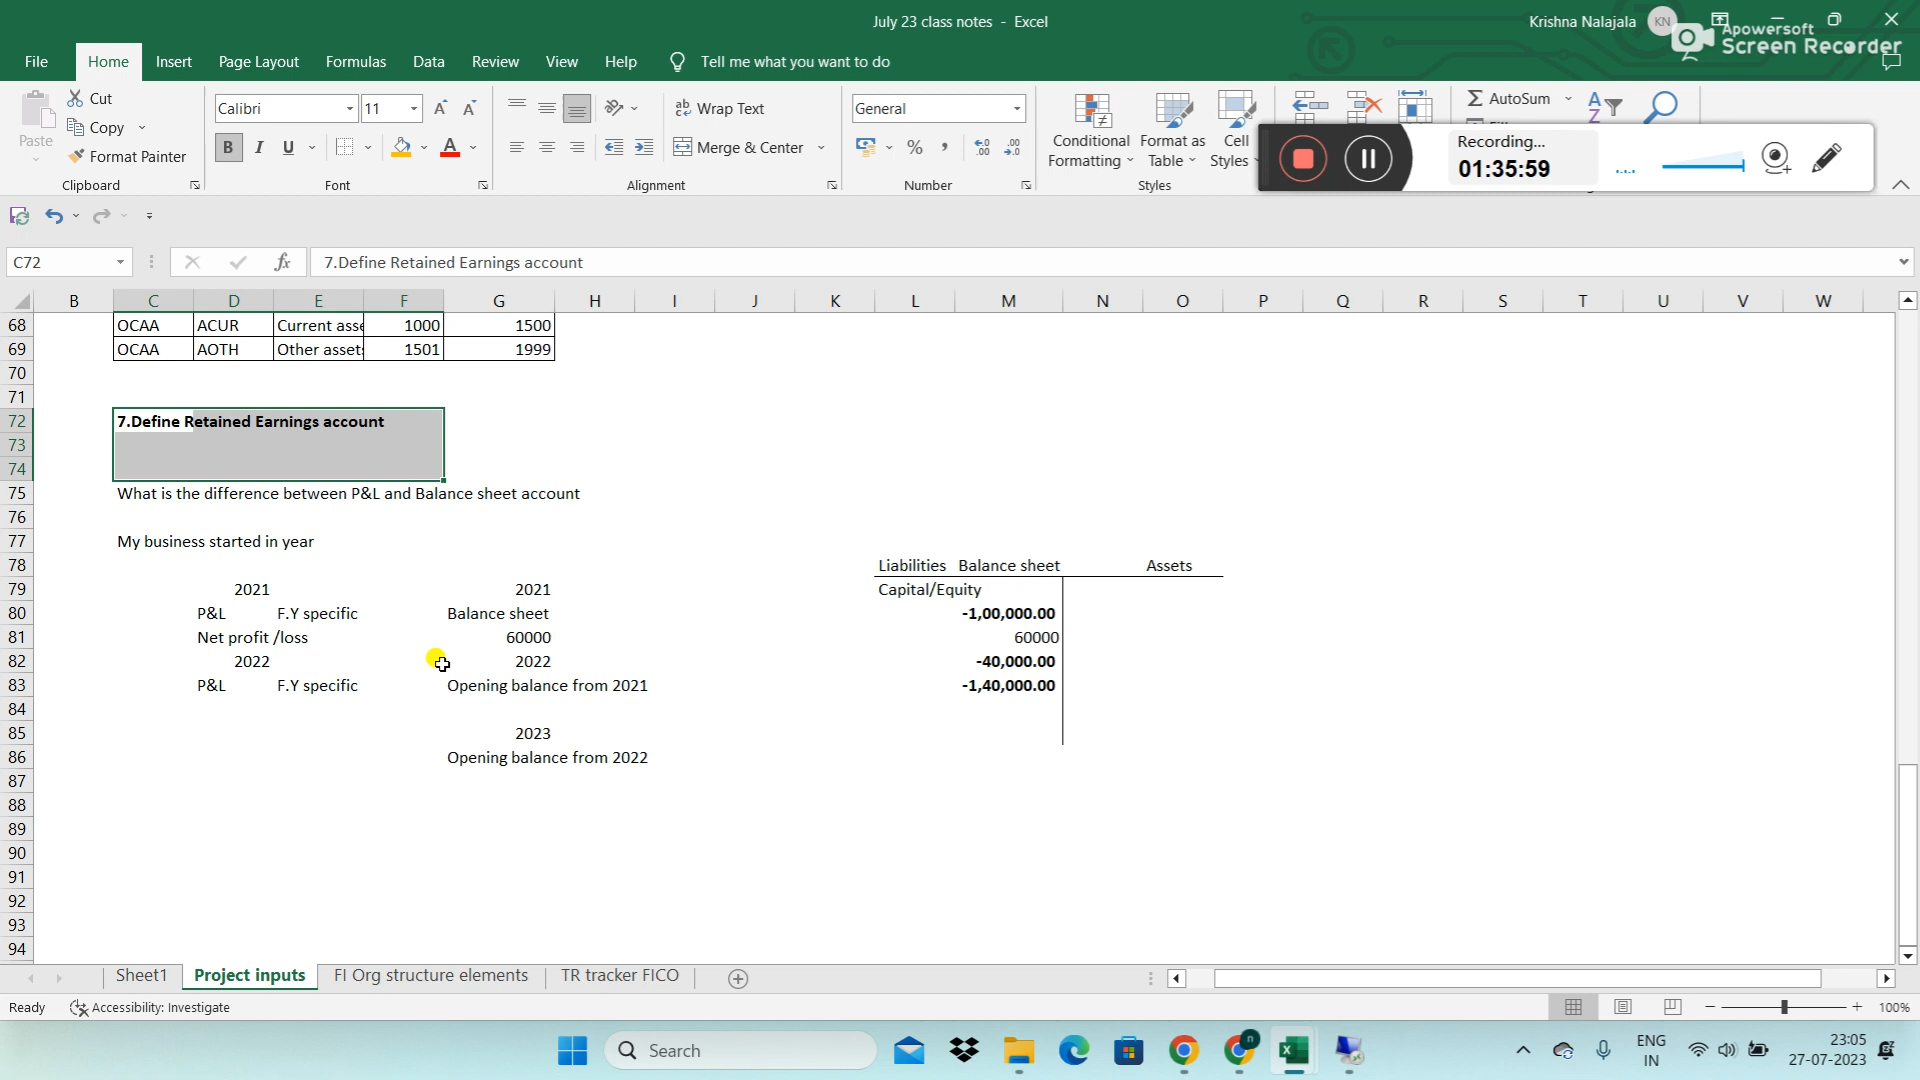 July 23 class notes - Excel
Krishna Nalajala
KN
Apowersoft
Screen Recorder
File
Home
Insert
Page Layout
Formulas
Data
Review
View
Help
Tell me what you want to do
Paste
Cut
Copy
Format Painter
Clipboard
Calibri
11
B I U
Font
Wrap Text
Merge & Center
Alignment
General
Number
Conditional
Formatting
Format as
Table
Cell
Styles
Styles
AutoSum
Recording...
01:35:59
C72
7.Define Retained Earnings account
B C D E F G H I J K L M N O P Q R S T U V W
68 OCAA ACUR Current asse 1000 1500
69 OCAA AOTH Other assets 1501 1999
70
71
72 7.Define Retained Earnings account
73
74
75 What is the difference between P&L and Balance sheet account
76
77 My business started in year
78 Liabilities Balance sheet Assets
79 2021 2021 Capital/Equity
80 P&L F.Y specific Balance sheet -1,00,000.00
81 Net profit /loss 60000 60000
82 2022 2022 -40,000.00
83 P&L F.Y specific Opening balance from 2021 -1,40,000.00
84
85 2023
86 Opening balance from 2022
87
88
89
90
91
92
93
94
Sheet1
Project inputs
FI Org structure elements
TR tracker FICO
Ready
Accessibility: Investigate
100%
Search
ENG
IN
23:05
27-07-2023